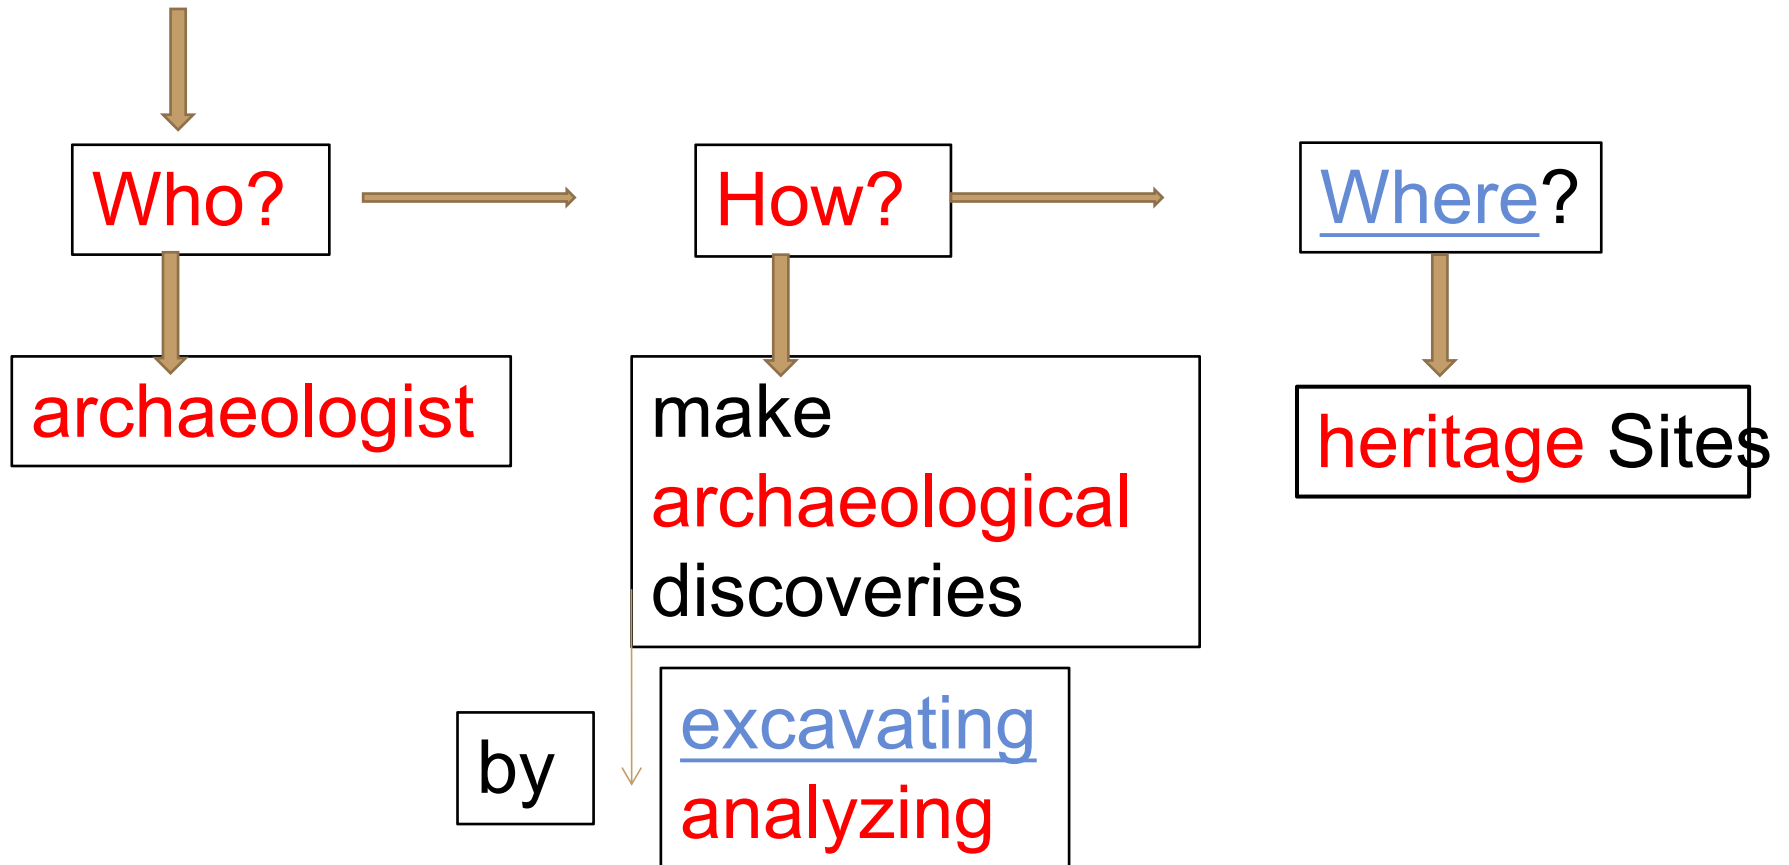 Who?
How?
Where?
archaeologist
make
archaeological
discoveries
heritage Sites
by
excavating
analyzing